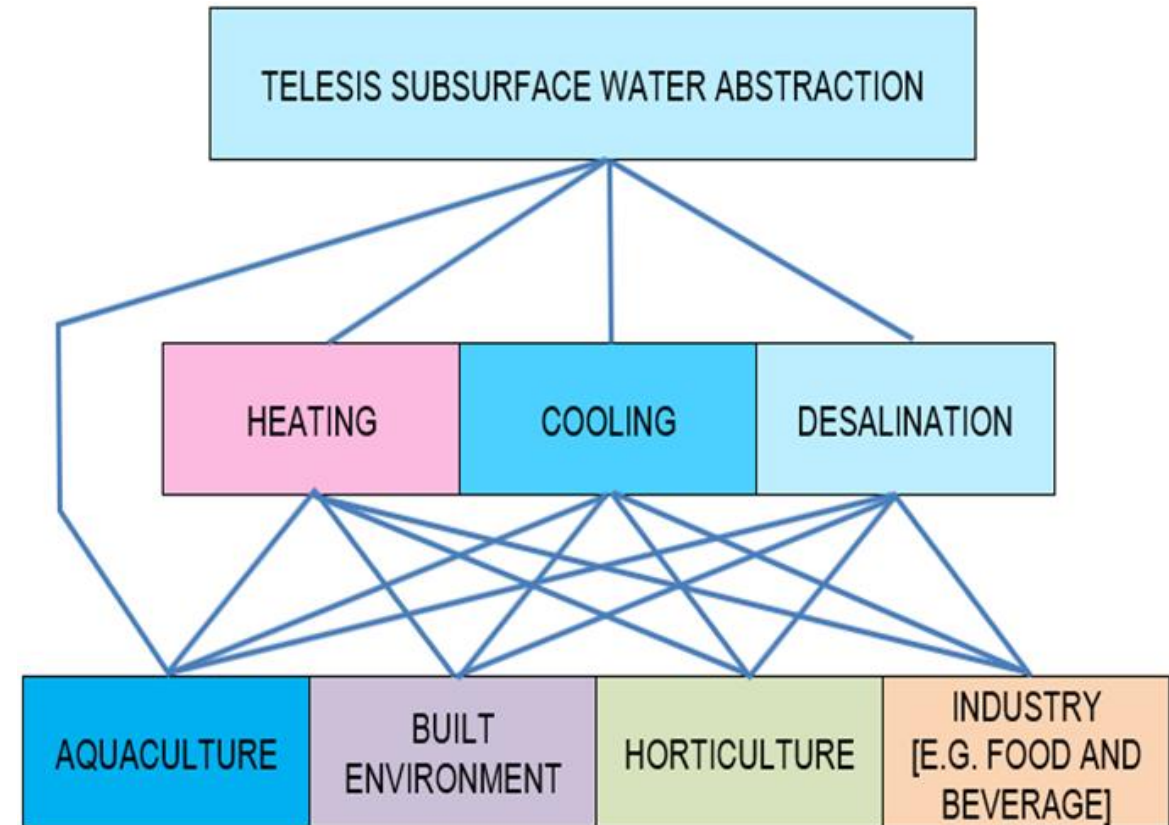 TELESIS SUBSURFACE WATER ABSTRACTION
HEATING
COOLING
DESALINATION
AQUACULTURE
BUILT
ENVIRONMENT
HORTICULTURE
INDUSTRY
[E.G. FOOD AND
BEVERAGE]